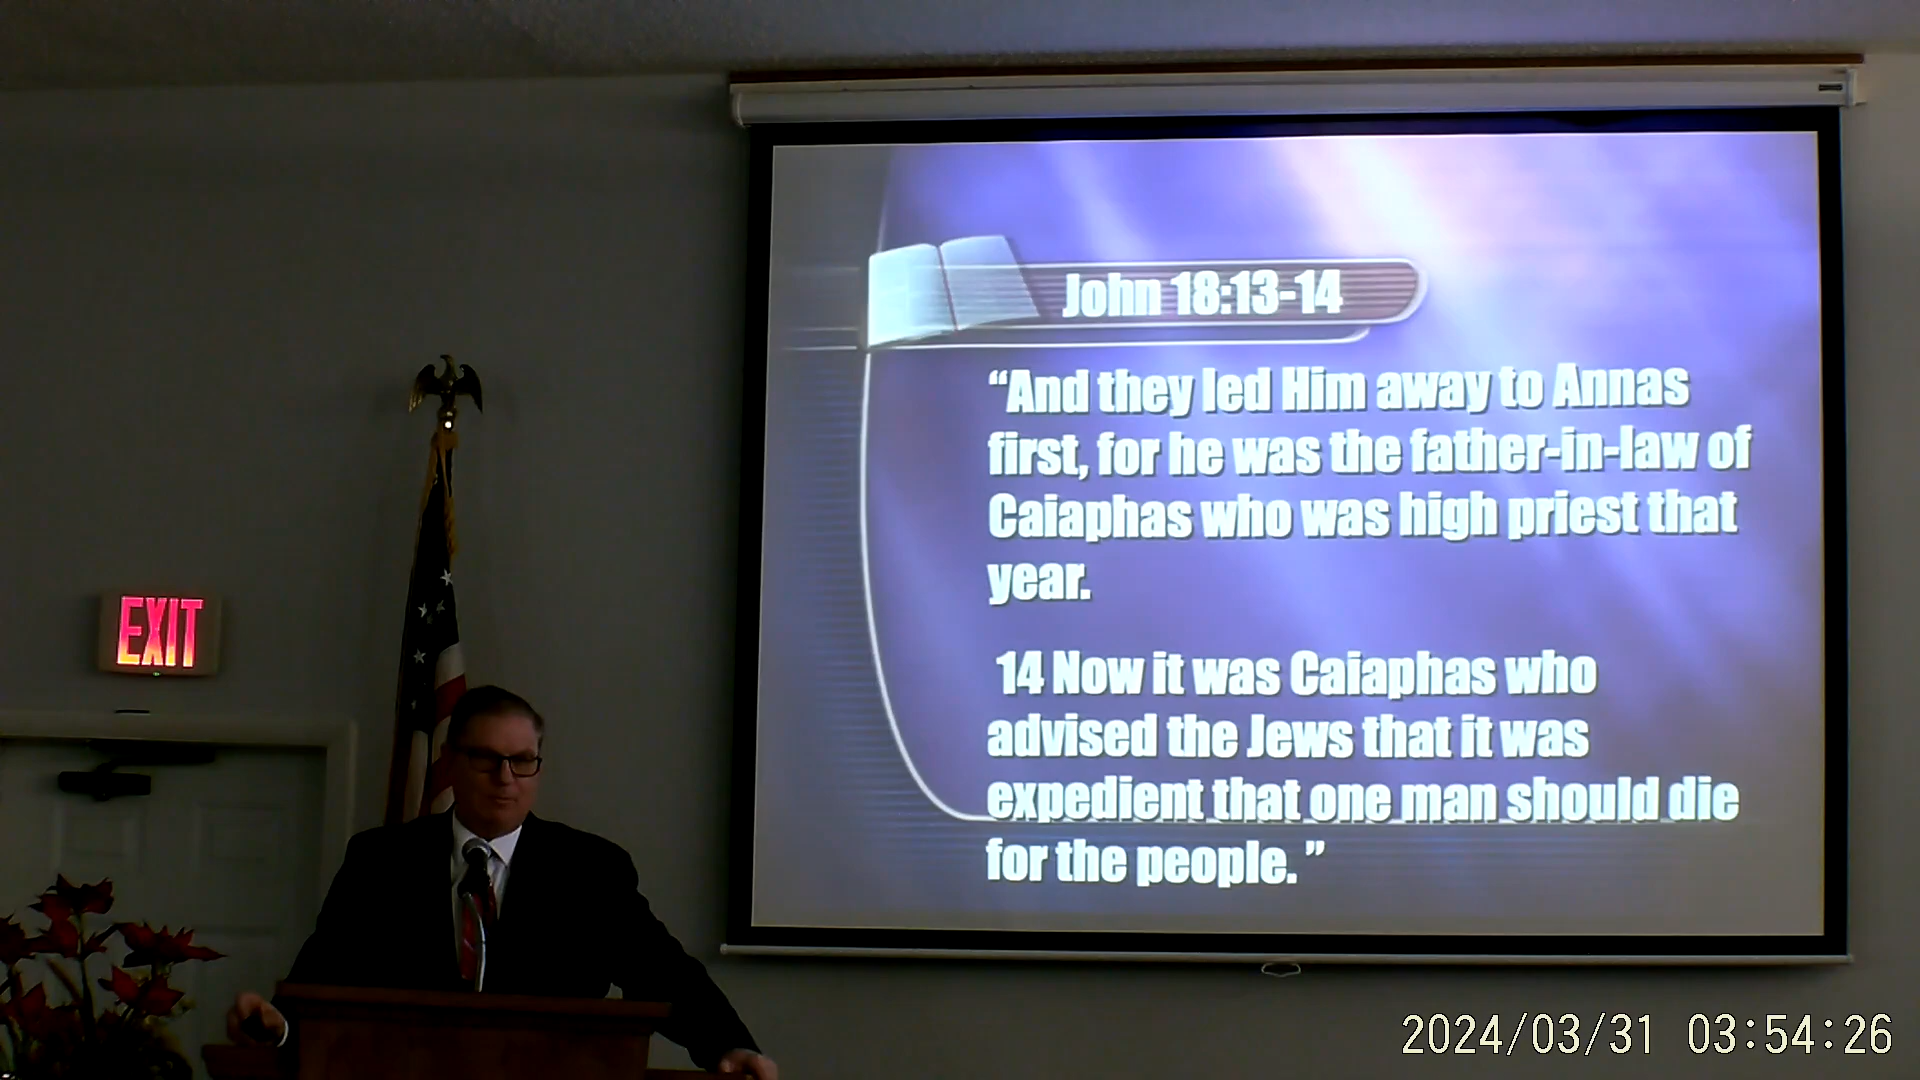 John 18:13-14
“And they led Him away to Annas
first, for he was the father-in-law of
Caiaphas who was high priest that
year.
14 Now it was Caiaphas who
advised the Jews that it was
expedient that one man should die
for the people. ”
EXIT
2024/03/31 03:54:26